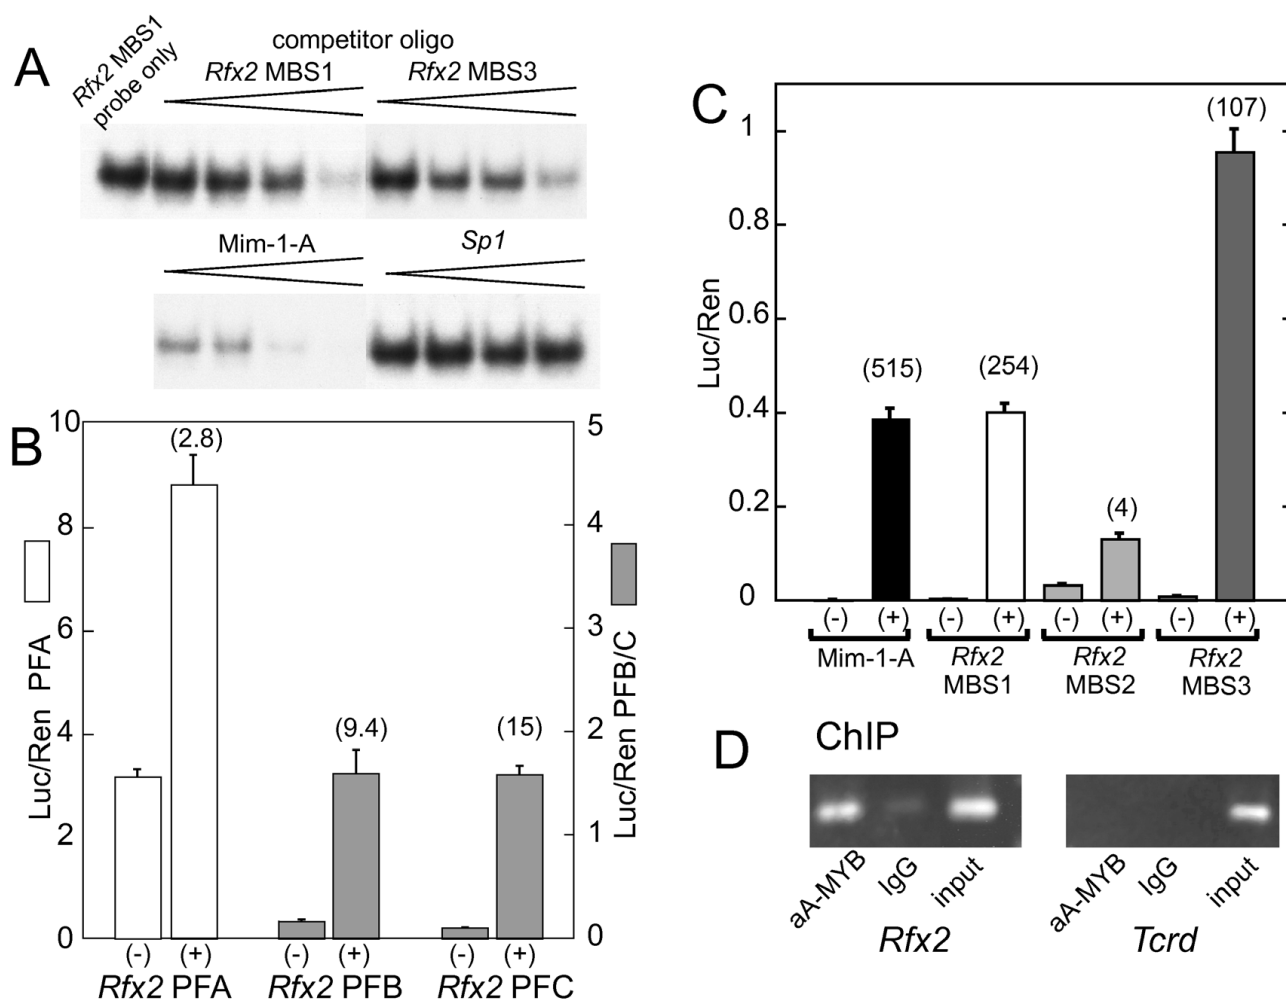 A
Rfx2 MBS1
probe only
competitor oligo
Rfx2 MBS1
Rfx2 MBS3
Mim-1-A
Sp1
B
10
8
6
4
2
0
Luc/Ren PFA
5
4
3
2
1
0
Luc/Ren PFB/C
(2.8)
(9.4)
(15)
(-) (+) (-) (+) (-) (+)
Rfx2 PFA Rfx2 PFB Rfx2 PFC
C
1
0.8
0.6
0.4
0.2
0
Luc/Ren
(515)
(254)
(4)
(107)
(-) (+) (-) (+) (-) (+) (-) (+)
Mim-1-A
Rfx2
MBS1
Rfx2
MBS2
Rfx2
MBS3
D
ChIP
aA-MYB
IgG
input
Rfx2
aA-MYB
IgG
input
Tcrd